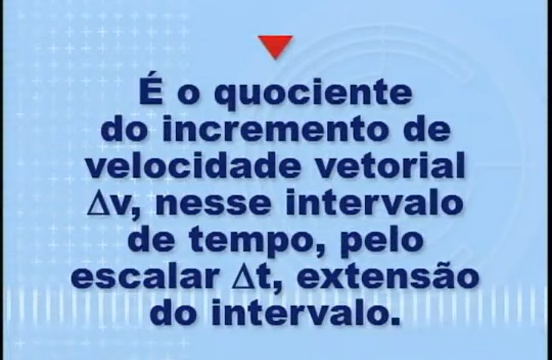 É o quociente
do incremento de
velocidade vetorial
Δv, nesse intervalo
de tempo, pelo
escalar Δt, extensão
do intervalo.